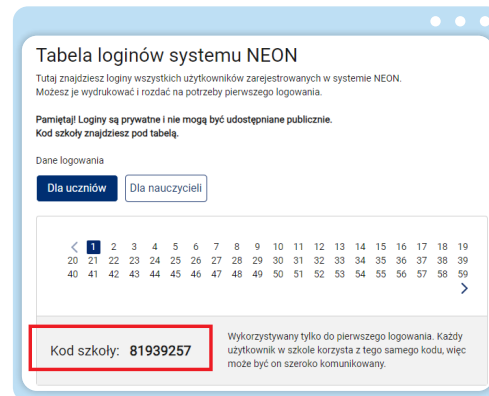 Tabela loginów systemu NEON
Tutaj znajdziesz loginy wszystkich użytkowników zarejestrowanych w systemie NEON.
Możesz je wydrukować i rozdać na potrzeby pierwszego logowania.
Pamiętaj! Loginy są prywatne i nie mogą być udostępniane publicznie.
Kod szkoły znajdziesz pod tabelą.
Dane logowania
Dla uczniów Dla nauczycieli
< 1 2 3 4 5 6 7 8 9 10 11 12 13 14 15 16 17 18 19
20 21 22 23 24 25 26 27 28 29 30 31 32 33 34 35 36 37 38 39
40 41 42 43 44 45 46 47 48 49 50 51 52 53 54 55 56 57 58 59
>
Wykorzystywany tylko do pierwszego logowania. Każdy
Kod szkoły: 81939257 użytkownik w szkole korzysta z tego samego kodu, więc
może być on szeroko komunikowany.